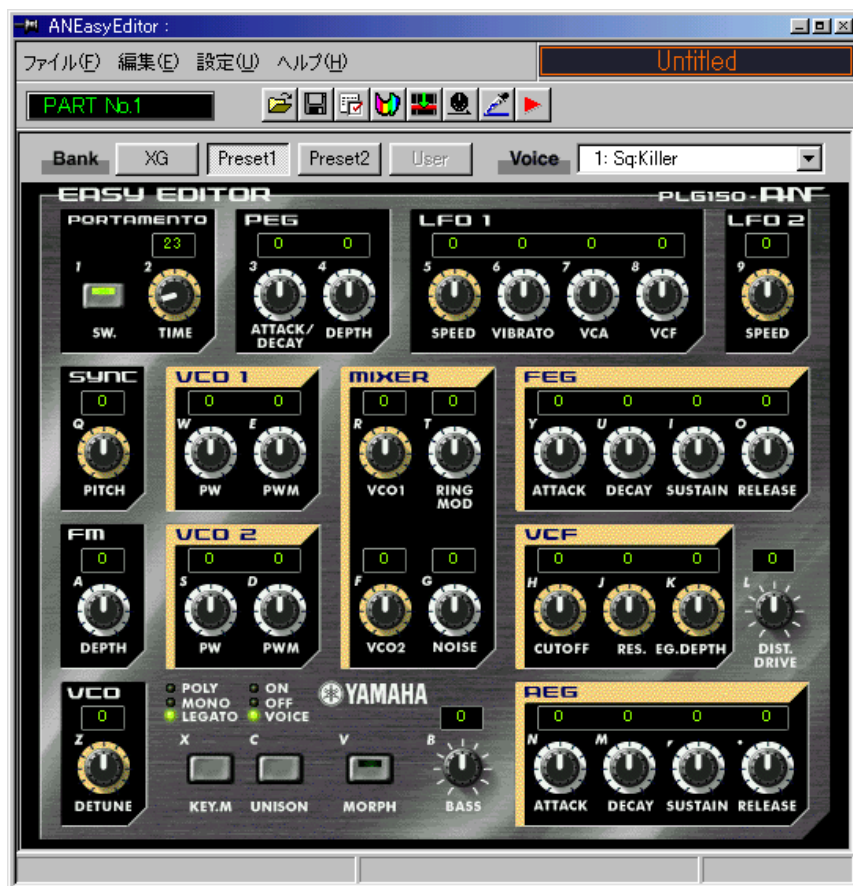 ANEasyEditor :
ファイル(F) 編集(E) 設定(U) ヘルプ(H) Untitled
PART No.1
Bank XG Preset1 Preset2 User Voice 1: Sq:Killer
EASY EDITOR PLG150-AN
PORTAMENTO PEG LFO 1 LFO 2
23 0 0 0 0 0 0 0
1 2 3 4 5 6 7 8 9
SW. TIME ATTACK/ DEPTH SPEED VIBRATO VCA VCF SPEED
DECAY
SYNC VCO 1 MIXER FEG
0 0 0 0 0 0 0 0 0
Q W E R T Y U I O
PITCH PW PWM VCO1 RING ATTACK DECAY SUSTAIN RELEASE
MOD
FM VCO 2 VCF
0 0 0 0 0 0 0 0 0
A S D F G H J K L
DEPTH PW PWM VCO2 NOISE CUTOFF RES. EG.DEPTH DIST.
DRIVE
VCO POLY ON YAMAHA AEG
MONO OFF
LEGATO VOICE
0 0 0 0 0 0
Z X C V B N M , .
DETUNE KEY.M UNISON MORPH BASS ATTACK DECAY SUSTAIN RELEASE